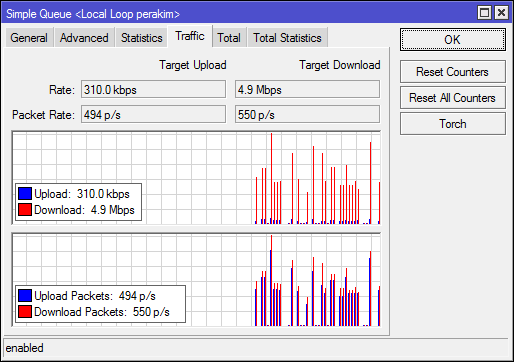 Simple Queue <Local Loop perakim>
General Advanced Statistics Traffic Total Total Statistics
Target Upload Target Download
Rate: 310.0 kbps 4.9 Mbps
Packet Rate: 494 p/s 550 p/s
Upload: 310.0 kbps
Download: 4.9 Mbps
Upload Packets: 494 p/s
Download Packets: 550 p/s
OK
Reset Counters
Reset All Counters
Torch
enabled